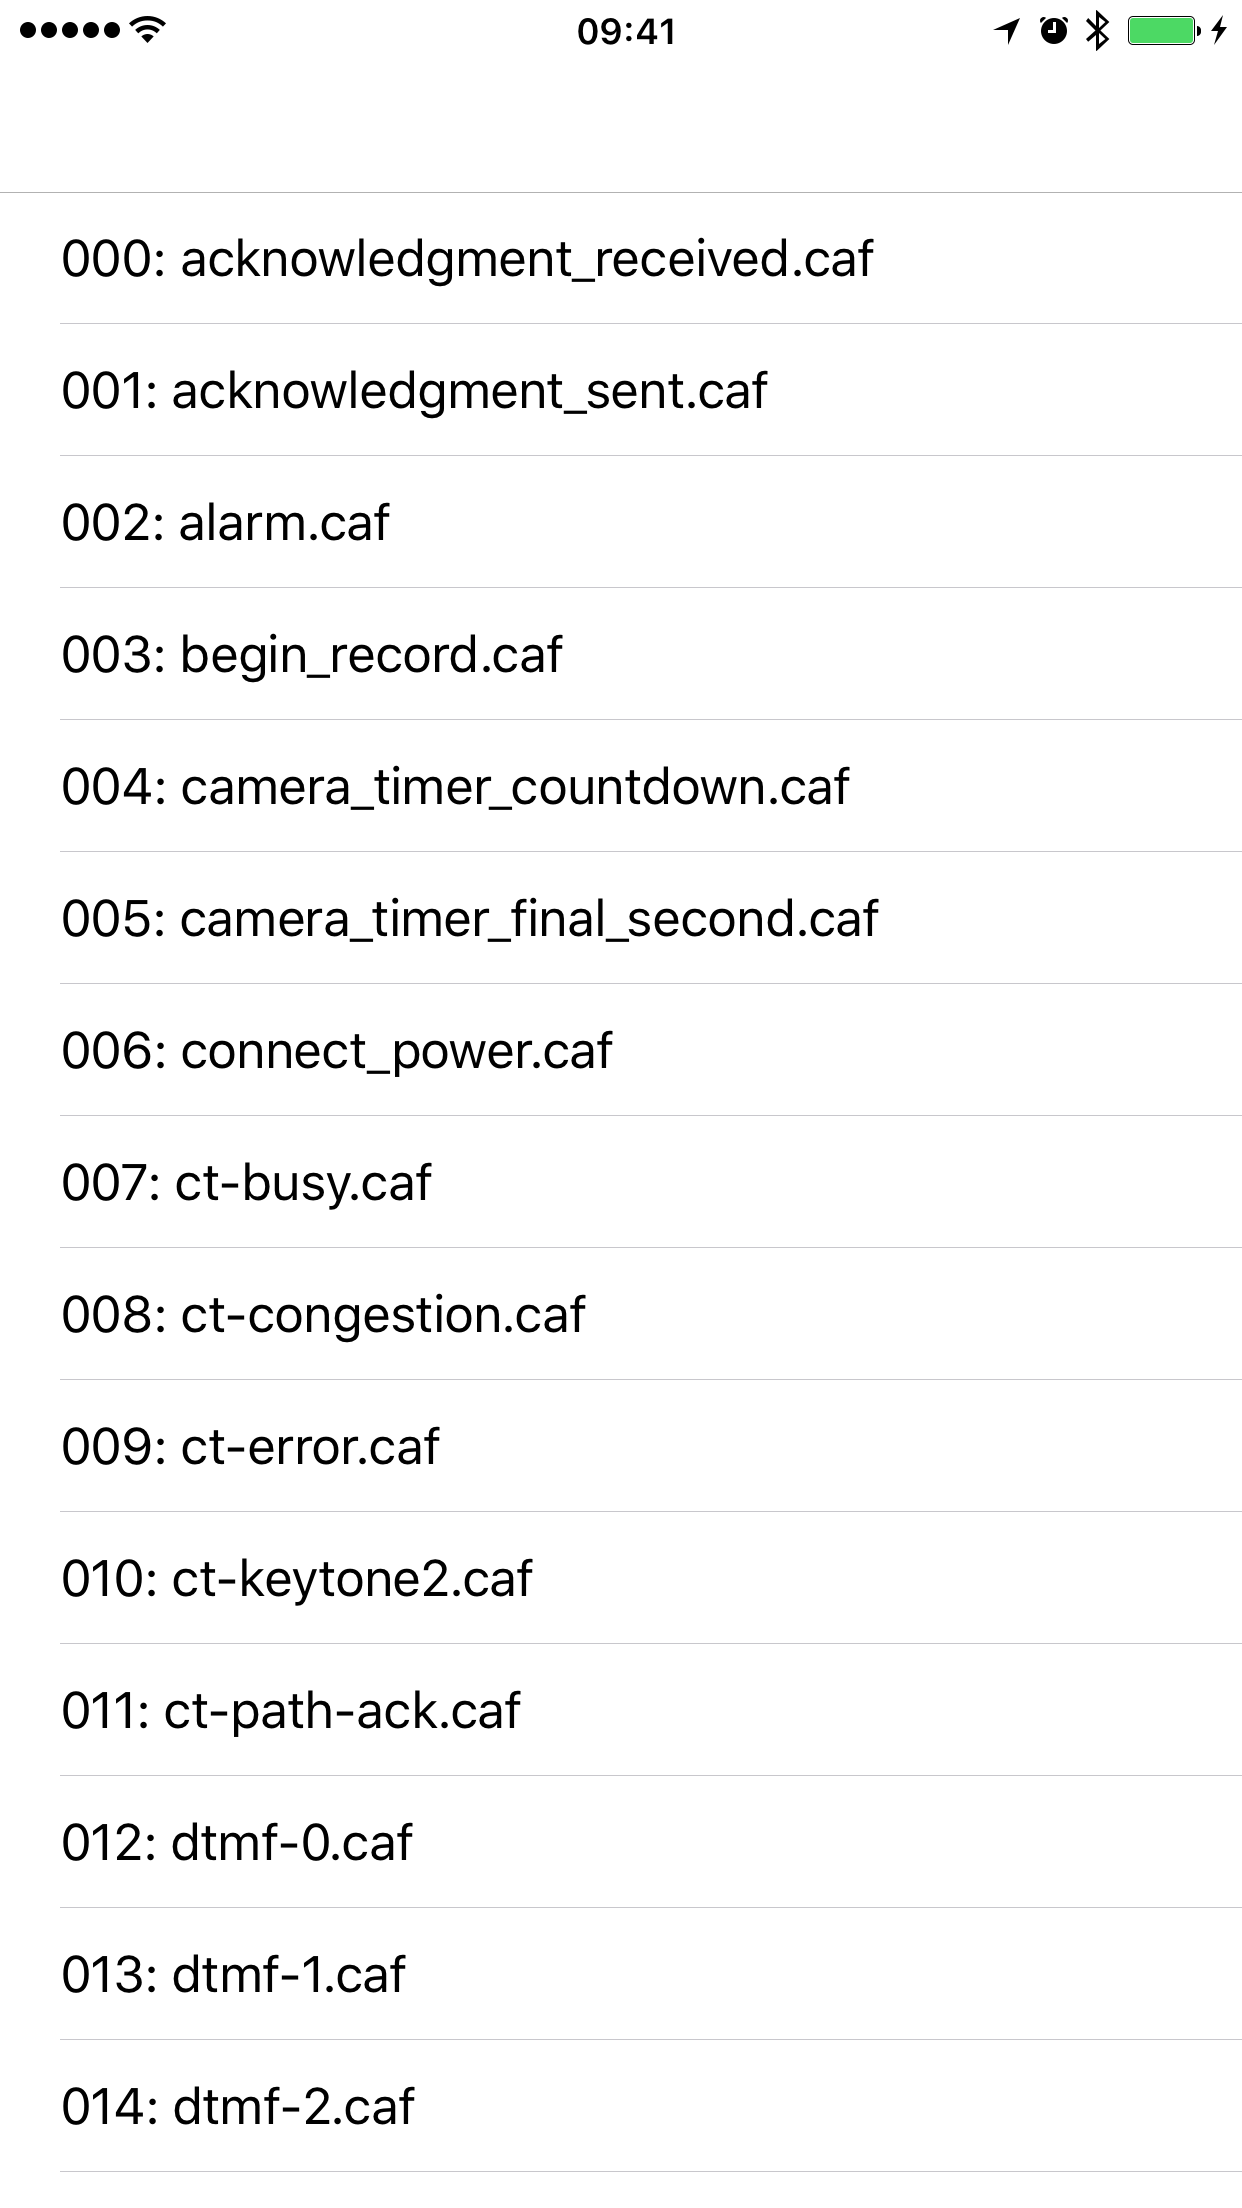 09:41
000: acknowledgment_received.caf
001: acknowledgment_sent.caf
002: alarm.caf
003: begin_record.caf
004: camera_timer_countdown.caf
005: camera_timer_final_second.caf
006: connect_power.caf
007: ct-busy.caf
008: ct-congestion.caf
009: ct-error.caf
010: ct-keytone2.caf
011: ct-path-ack.caf
012: dtmf-0.caf
013: dtmf-1.caf
014: dtmf-2.caf